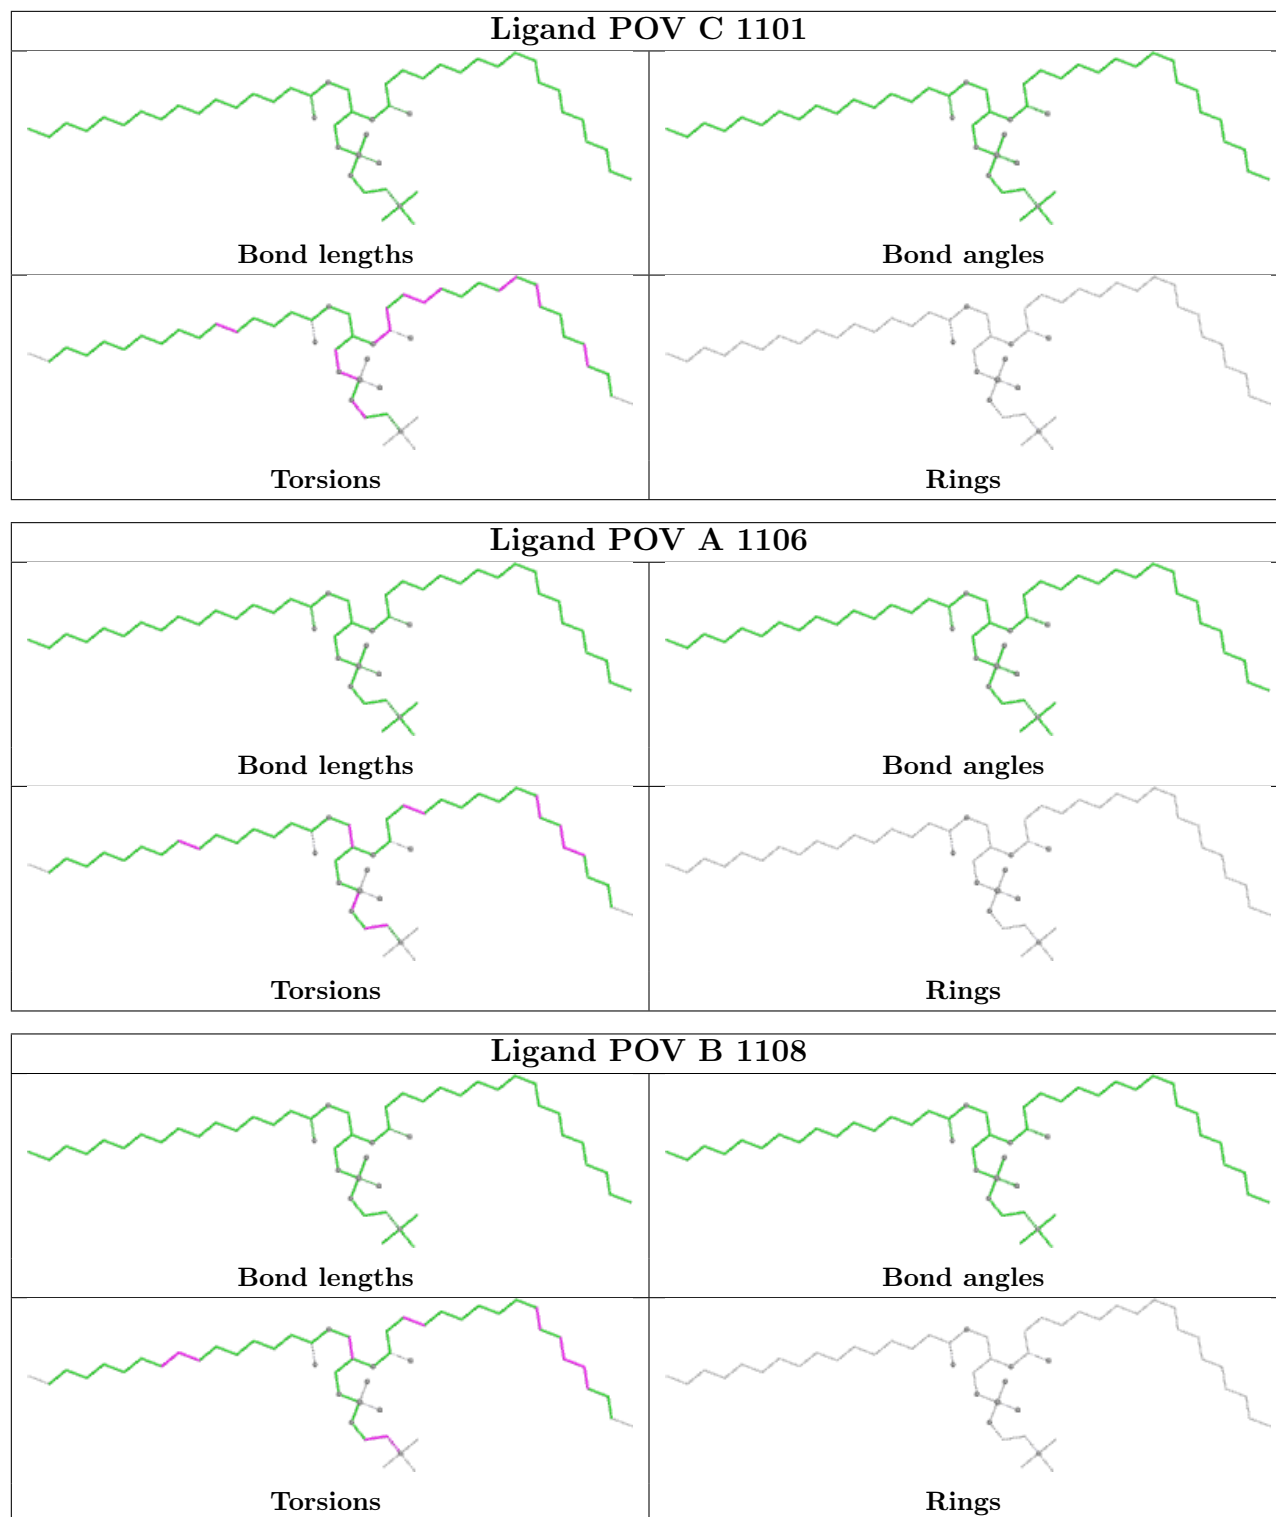 Ligand POV C 1101
Bond lengths
Bond angles
Torsions
Rings
Ligand POV A 1106
Bond lengths
Bond angles
Torsions
Rings
Ligand POV B 1108
Bond lengths
Bond angles
Torsions
Rings